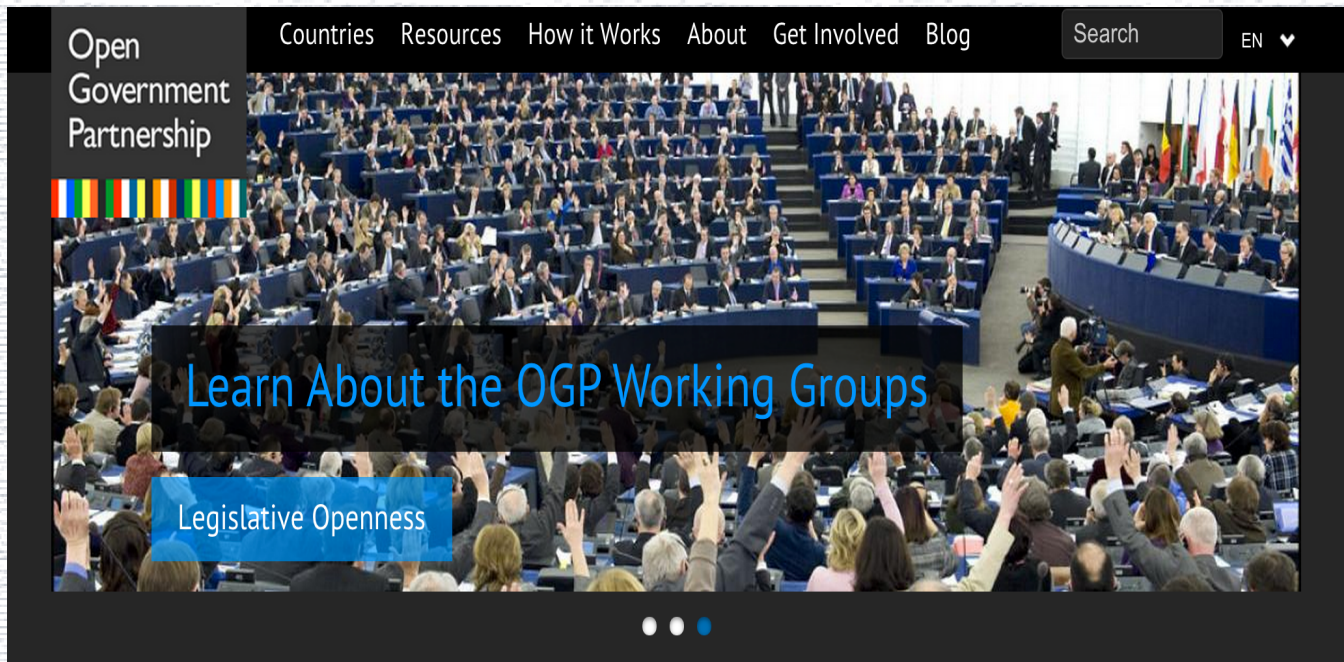 Open
Government
Partnership
Countries Resources How it Works About Get Involved Blog
Search
EN
Learn About the OGP Working Groups
Legislative Openness